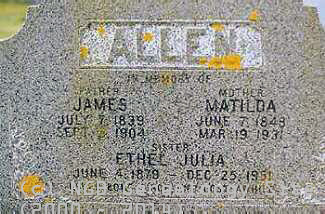 ALLEN
IN MEMORY OF
FATHER MOTHER
JAMES MATILDA
JULY 7 1839 JUNE 7 1848
SEPT 2 1904 MAR 19 1931
SISTER
ETHEL JULIA
JUNE 4 1879 - DEC 25 1951